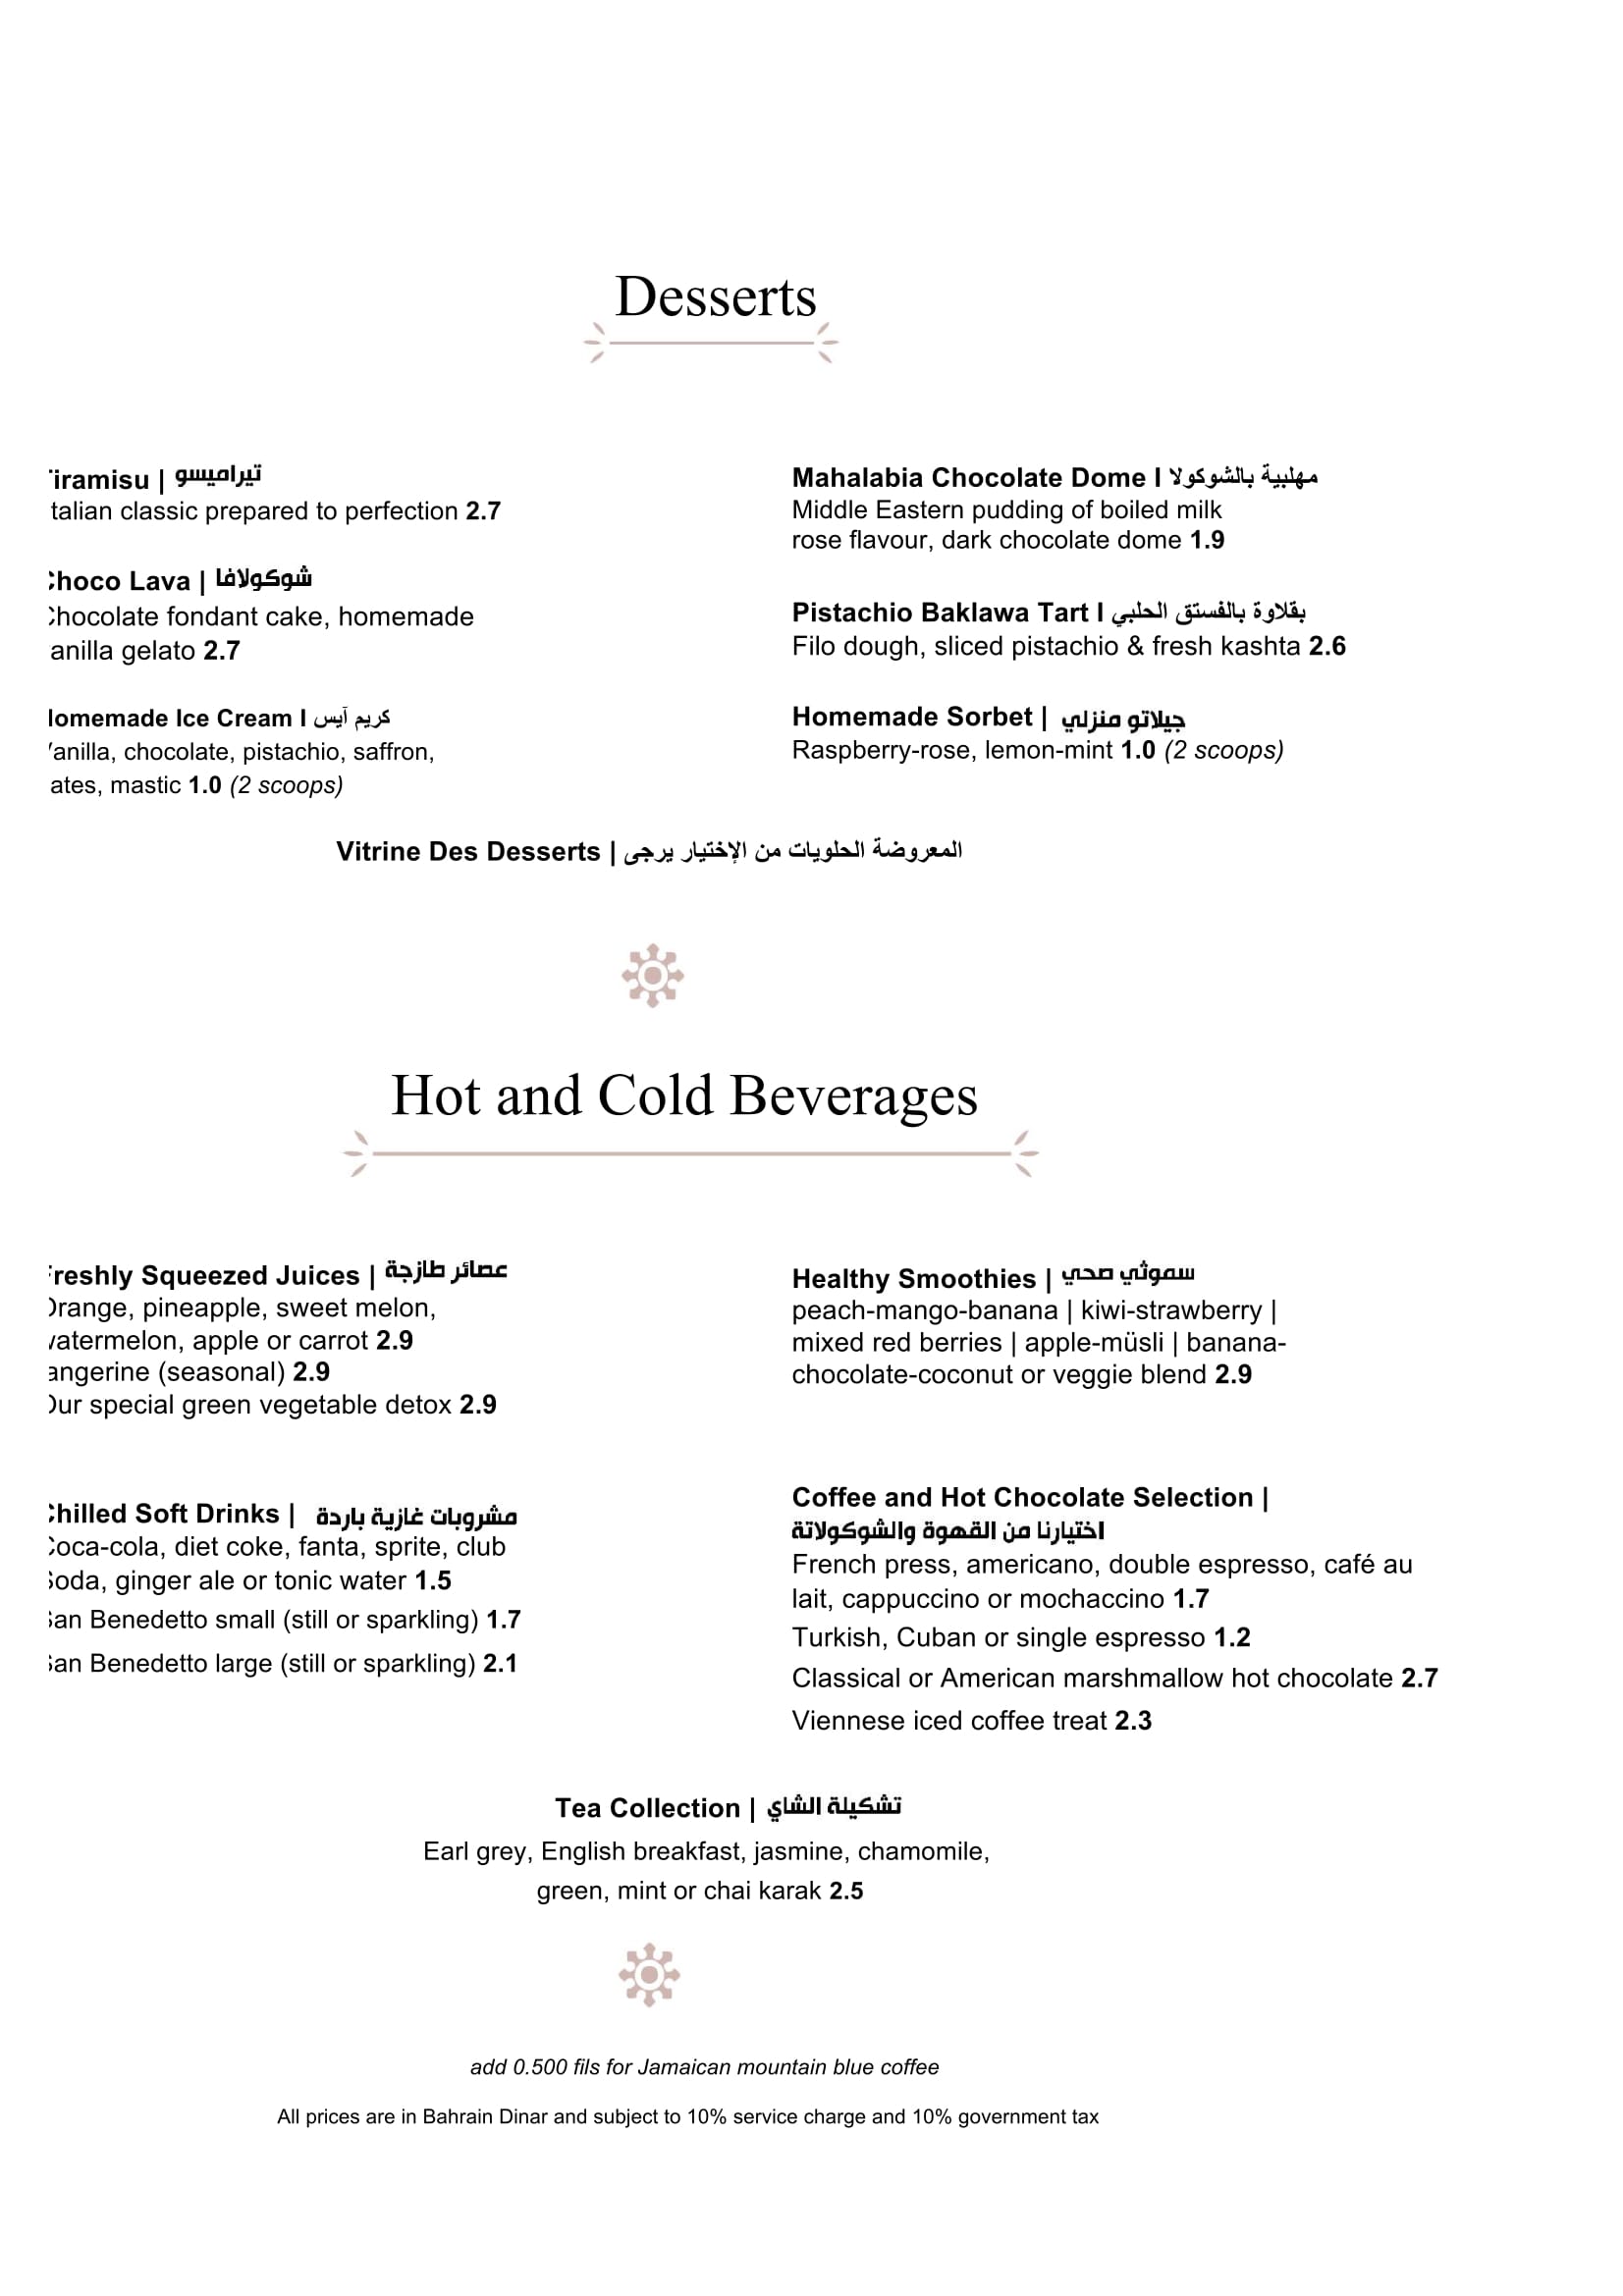 Desserts
iramisu | تيراميسو
talian classic prepared to perfection 2.7
Choco Lava | شوكولافا
Chocolate fondant cake, homemade
anilla gelato 2.7
Homemade Ice Cream I كريم آيس
Vanilla, chocolate, pistachio, saffron,
ates, mastic 1.0 (2 scoops)
Mahalabia Chocolate Dome I مهلبية بالشوكولا
Middle Eastern pudding of boiled milk
rose flavour, dark chocolate dome 1.9
Pistachio Baklawa Tart I بقلاوة بالفستق الحلبي
Filo dough, sliced pistachio & fresh kashta 2.6
Homemade Sorbet | جيلاتو منزلي
Raspberry-rose, lemon-mint 1.0 (2 scoops)
Vitrine Des Desserts | المعروضة الحلويات من الإختيار يرجى
Hot and Cold Beverages
Freshly Squeezed Juices | عصائر طازجة
Orange, pineapple, sweet melon,
watermelon, apple or carrot 2.9
angerine (seasonal) 2.9
Our special green vegetable detox 2.9
Healthy Smoothies | سموثي صحي
peach-mango-banana | kiwi-strawberry |
mixed red berries | apple-müsli | banana-
chocolate-coconut or veggie blend 2.9
Chilled Soft Drinks | مشروبات غازية باردة
Coca-cola, diet coke, fanta, sprite, club
Soda, ginger ale or tonic water 1.5
San Benedetto small (still or sparkling) 1.7
San Benedetto large (still or sparkling) 2.1
Coffee and Hot Chocolate Selection |
اختيارنا من القهوة والشوكولاتة
French press, americano, double espresso, café au
lait, cappuccino or mochaccino 1.7
Turkish, Cuban or single espresso 1.2
Classical or American marshmallow hot chocolate 2.7
Viennese iced coffee treat 2.3
Tea Collection | تشكيلة الشاي
Earl grey, English breakfast, jasmine, chamomile,
green, mint or chai karak 2.5
add 0.500 fils for Jamaican mountain blue coffee
All prices are in Bahrain Dinar and subject to 10% service charge and 10% government tax